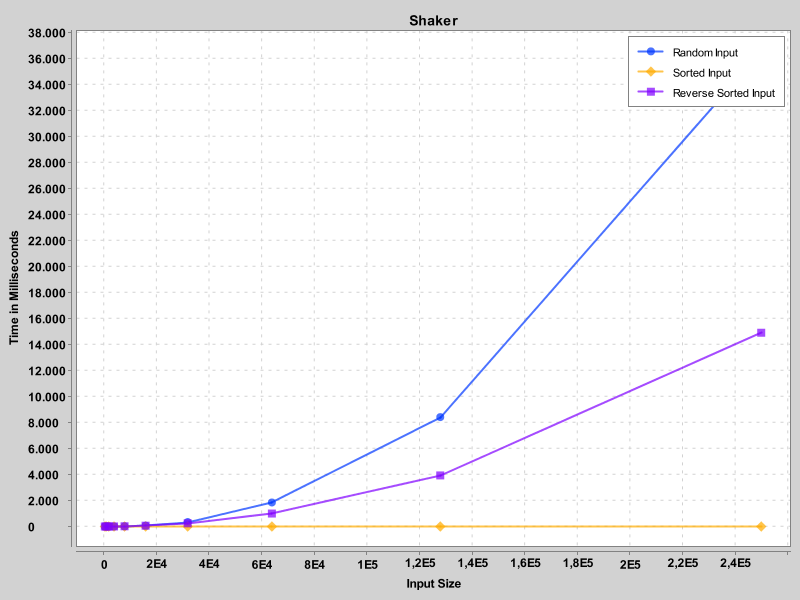 Shaker
38.000
36.000
34.000
32.000
30.000
28.000
26.000
24.000
22.000
20.000
18.000
16.000
14.000
12.000
10.000
8.000
6.000
4.000
2.000
0
Time in Milliseconds
Random Input
Sorted Input
Reverse Sorted Input
0 2E4 4E4 6E4 8E4 1E5 1,2E5 1,4E5 1,6E5 1,8E5 2E5 2,2E5 2,4E5
Input Size